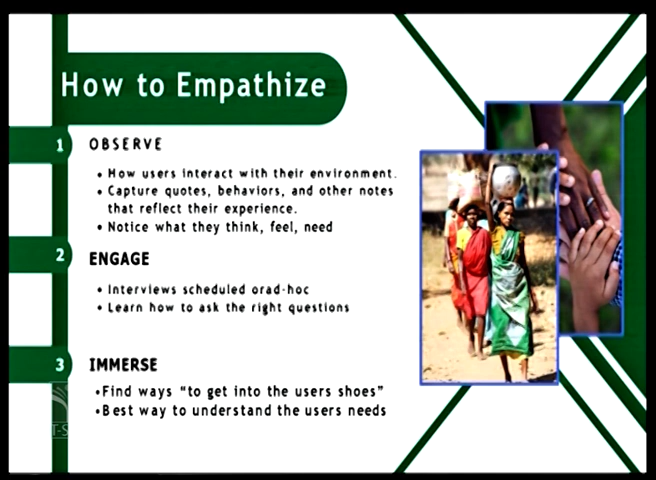 How to Empathize
1 OBSERVE
• How users interact with their environment.
• Capture quotes, behaviors, and other notes
that reflect their experience.
• Notice what they think, feel, need
2 ENGAGE
• Interviews scheduled orad-hoc
• Learn how to ask the right questions
3 IMMERSE
•Find ways “to get into the users shoes”
•Best way to understand the users needs